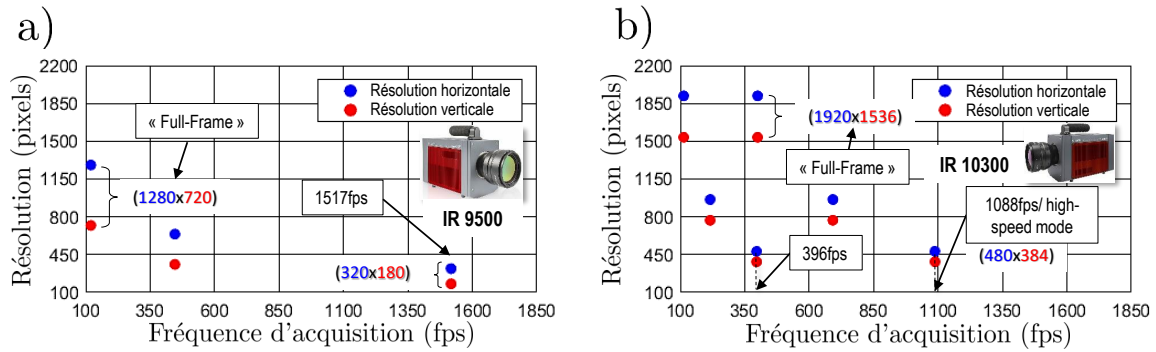 a)
2200
1850
1500
1150
800
450
100
Résolution (pixels)
Résolution horizontale
Résolution verticale
« Full-Frame »
(1280x720)
1517fps
IR 9500
(320x180)
100 350 600 850 1100 1350 1600 1850
Fréquence d'acquisition (fps)
b)
2200
1850
1500
1150
800
450
100
Résolution (pixels)
Résolution horizontale
Résolution verticale
(1920x1536)
« Full-Frame »
IR 10300
1088fps/ high-
speed mode
396fps
(480x384)
100 350 600 850 1100 1350 1600 1850
Fréquence d'acquisition (fps)